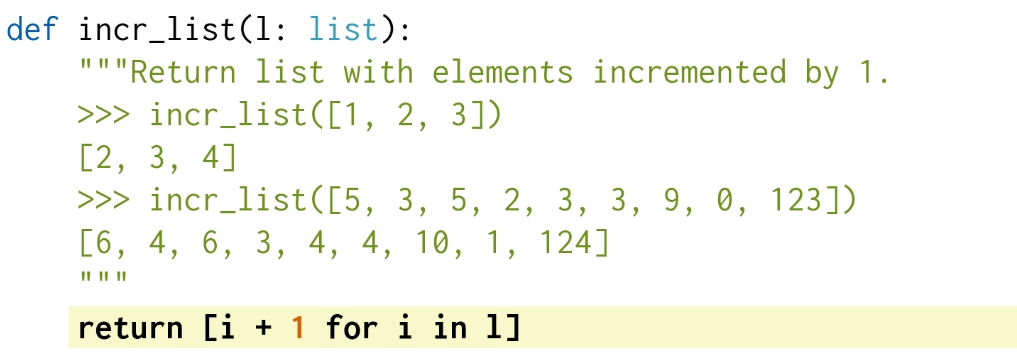 def incr_list(l: list):
    """Return list with elements incremented by 1.
    >>> incr_list([1, 2, 3])
    [2, 3, 4]
    >>> incr_list([5, 3, 5, 2, 3, 3, 9, 0, 123])
    [6, 4, 6, 3, 4, 4, 10, 1, 124]
    """
    return [i + 1 for i in l]